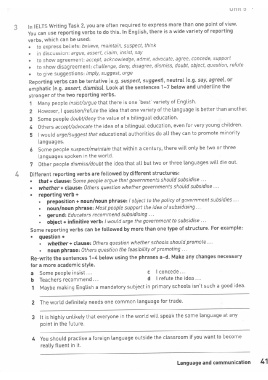 Unit 3
3 In IELTS Writing Task 2, you are often required to express more than one point of view.
You can use reporting verbs to do this. In English, there is a wide variety of reporting
verbs, which can be used.
• to express beliefs: believe, maintain, suspect, think
• in discussion: argue, assert, claim, insist, say
• to show agreement: accept, acknowledge, admit, advocate, agree, concede, support
• to show disagreement: challenge, deny, disagree, dismiss, doubt, object, question, refute
• to give suggestions: imply, suggest, urge
Reporting verbs can be tentative (e.g. suspect, suggest), neutral (e.g. say, agree), or
emphatic (e.g. assert, dismiss). Look at the sentences 1–7 below and underline the
stronger of the two reporting verbs.
1 Many people insist/argue that there is one 'best' variety of English.
2 However, I question/refute the idea that one variety of the language is better than another.
3 Some people doubt/deny the value of a bilingual education.
4 Others accept/advocate the idea of a bilingual education, even for very young children.
5 I would urge/suggest that educational authorities do all they can to promote minority
languages.
6 Some people suspect/maintain that within a century, there will only be two or three
languages spoken in the world.
7 Other people dismiss/doubt the idea that all but two or three languages will die out.
4 Different reporting verbs are followed by different structures:
• that + clause: Some people argue that governments should subsidise ...
• whether + clause: Others question whether governments should subsidise ...
• reporting verb +
• preposition + noun/noun phrase: I object to the policy of government subsidies ...
• noun/noun phrase: Most people support the idea of subsidising ...
• gerund: Educators recommend subsidising ...
• object + infinitive verb: I would urge the government to subsidise ...
Some reporting verbs can be followed by more than one type of structure. For example:
• question +
• whether + clause: Others question whether schools should promote ...
• noun phrase: Others question the feasibility of promoting ...
Re-write the sentences 1–4 below using the phrases a–d. Make any changes necessary
for a more academic style.
a Some people insist ... c I concede ...
b Teachers recommend ... d I refute the idea ...
1 Maybe making English a mandatory subject in primary schools isn't such a good idea.
2 The world definitely needs one common language for trade.
3 It is highly unlikely that everyone in the world will speak the same language at any
point in the future.
4 You should practise a foreign language outside the classroom if you want to become
really fluent in it.
Language and communication 41